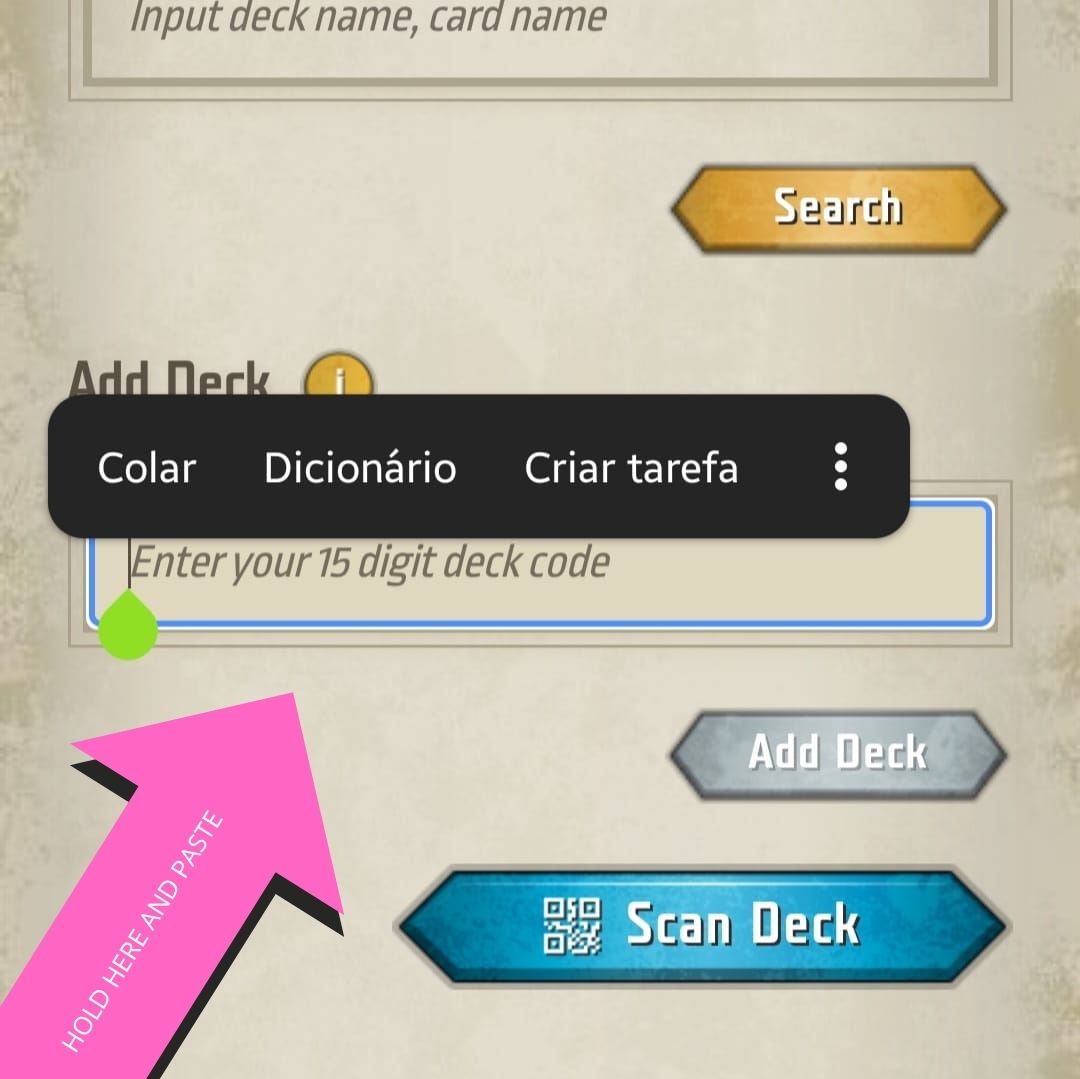 Input deck name, card name
Search
Add Deck i
Colar Dicionário Criar tarefa
Enter your 15 digit deck code
Add Deck
Scan Deck
HOLD HERE AND PASTE